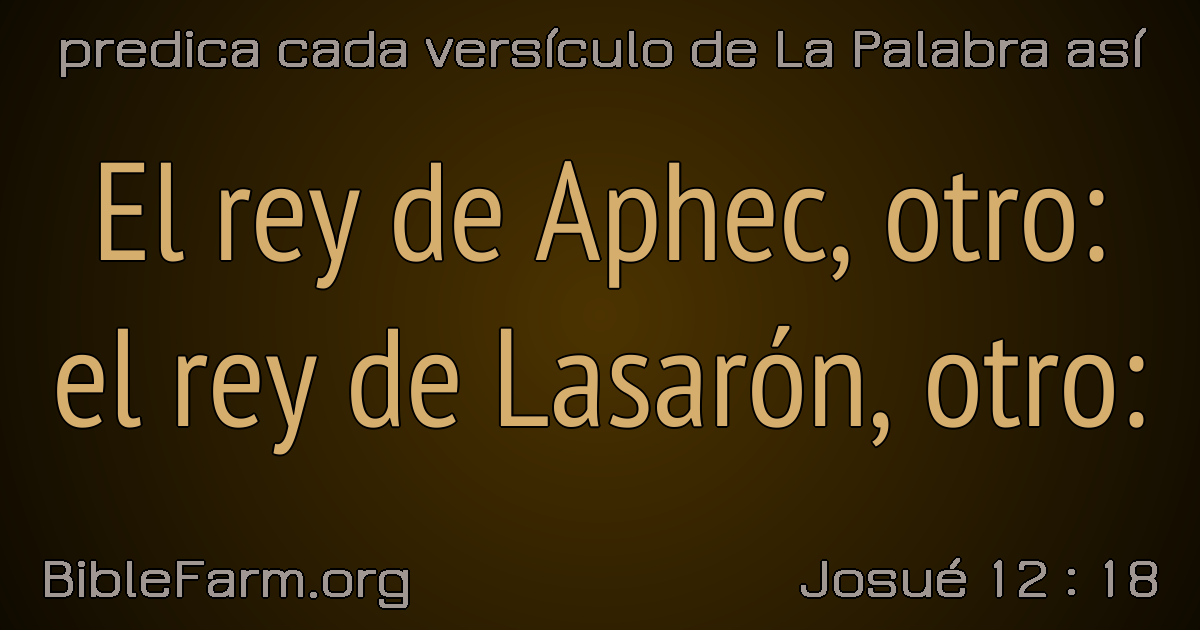 predica cada versículo de La Palabra así
El rey de Aphec, otro:
el rey de Lasarón, otro:
BibleFarm.org
Josué 12 : 18